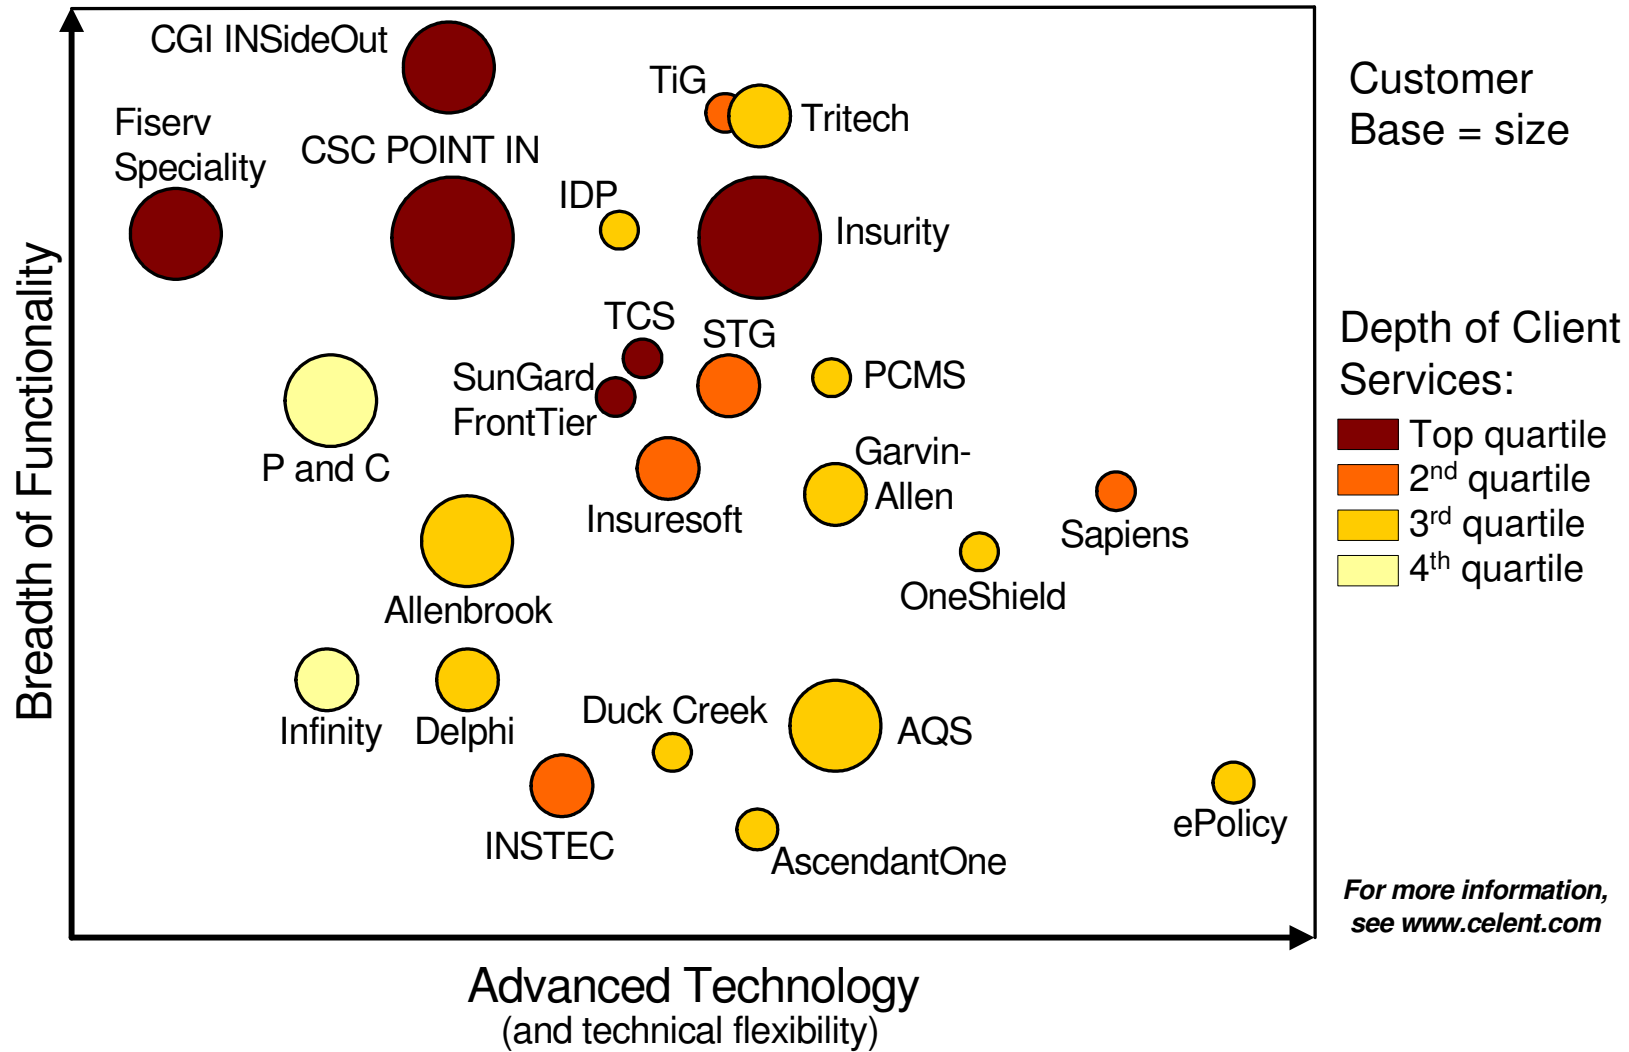 CGI INSideOut
TiG
Tritech
Fiserv
Speciality
CSC POINT IN
IDP
Insurity
TCS
STG
SunGard
FrontTier
PCMS
P and C
Garvin-
Allen
Insuresoft
Sapiens
OneShield
Allenbrook
Infinity
Delphi
Duck Creek
AQS
INSTEC
AscendantOne
ePolicy
Breadth of Functionality
Advanced Technology
(and technical flexibility)
Customer
Base = size
Depth of Client
Services:
Top quartile
2nd quartile
3rd quartile
4th quartile
For more information,
see www.celent.com